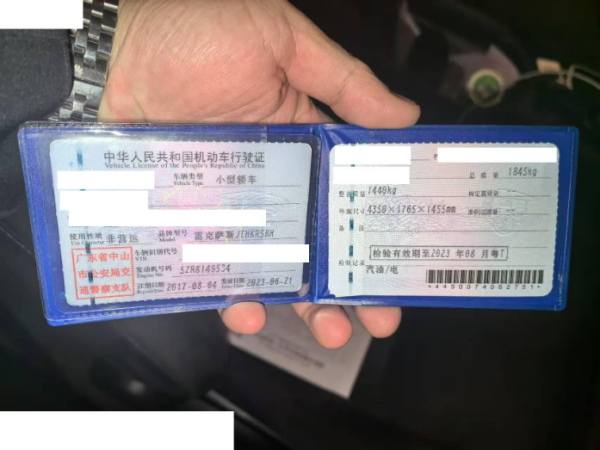 中华人民共和国机动车行驶证
Vehicle License of the People's Republic of China
车辆类型 小型轿车
Vehicle Type
使用性质 非营运 品牌型号 雷克萨斯JTHKR5BH
Use Character Model
广东省中山
市公安局交
通警察支队
车辆识别代号
VIN
发动机号码 5ZR8149534
Engine No.
注册日期 2017-08-04 发证日期 2023-06-21
总质量 1845kg
整备质量 1440kg 核定载质量
外廓尺寸 4350×1765×1455mm
备
检验有效期至2023年08月粤T
检验记录
汽油/电
*4450074062731*